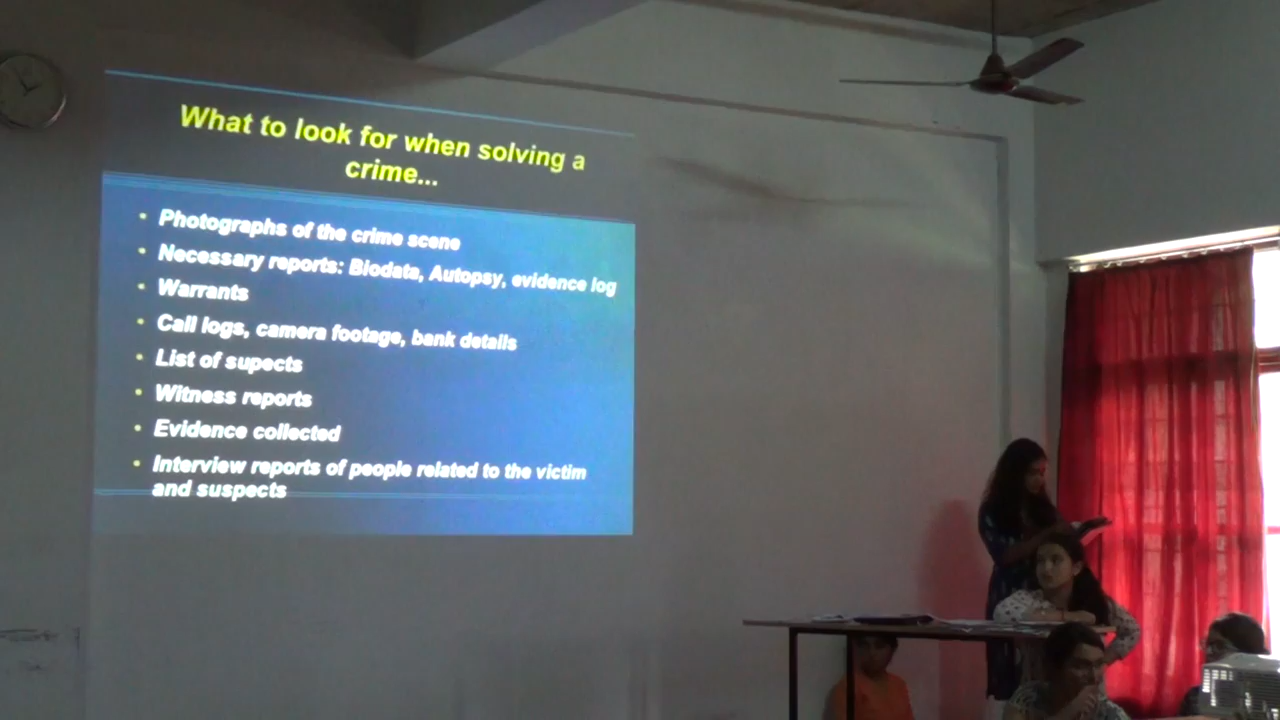 What to look for when solving a
crime...
• Photographs of the crime scene
• Necessary reports: Biodata, Autopsy, evidence log
• Warrants
• Call logs, camera footage, bank details
• List of supects
• Witness reports
• Evidence collected
• Interview reports of people related to the victim
and suspects